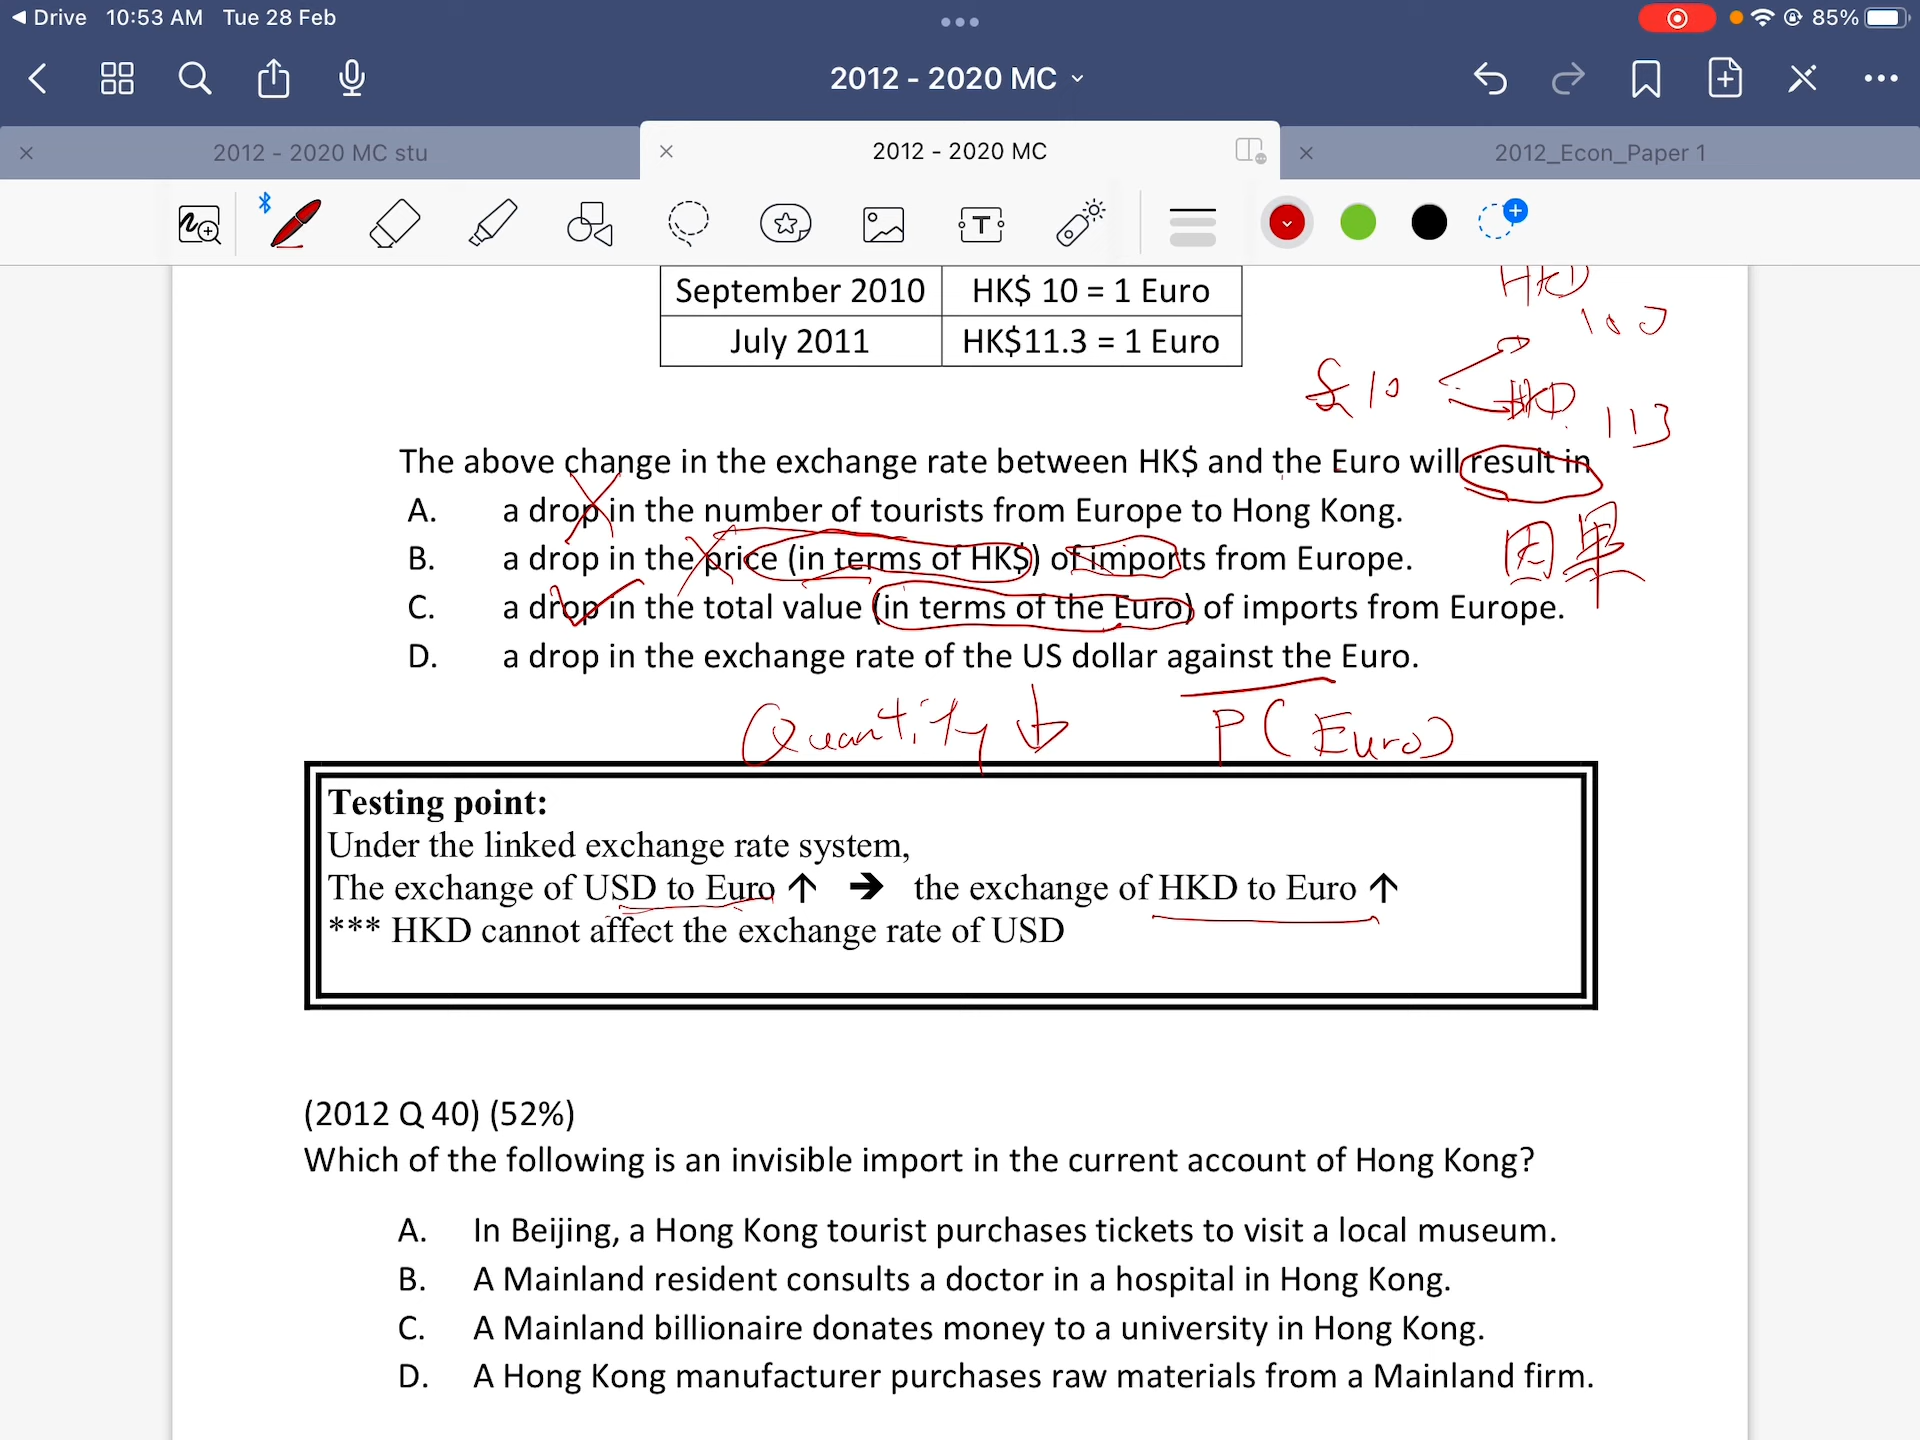 Drive 10:53 AM Tue 28 Feb 85%
2012 - 2020 MC
2012 - 2020 MC stu
2012 - 2020 MC
2012_Econ_Paper 1
T
September 2010 HK$ 10 = 1 Euro
July 2011 HK$11.3 = 1 Euro
HKD
100
£10
HKD
113
The above change in the exchange rate between HK$ and the Euro will result in
A. a drop in the number of tourists from Europe to Hong Kong.
B. a drop in the price (in terms of HK$) of imports from Europe.
因果
C. a drop in the total value (in terms of the Euro) of imports from Europe.
D. a drop in the exchange rate of the US dollar against the Euro.
Quantity ↓ P(Euro)
Testing point:
Under the linked exchange rate system,
The exchange of USD to Euro ↑ ➔ the exchange of HKD to Euro ↑
*** HKD cannot affect the exchange rate of USD
(2012 Q 40) (52%)
Which of the following is an invisible import in the current account of Hong Kong?
A. In Beijing, a Hong Kong tourist purchases tickets to visit a local museum.
B. A Mainland resident consults a doctor in a hospital in Hong Kong.
C. A Mainland billionaire donates money to a university in Hong Kong.
D. A Hong Kong manufacturer purchases raw materials from a Mainland firm.